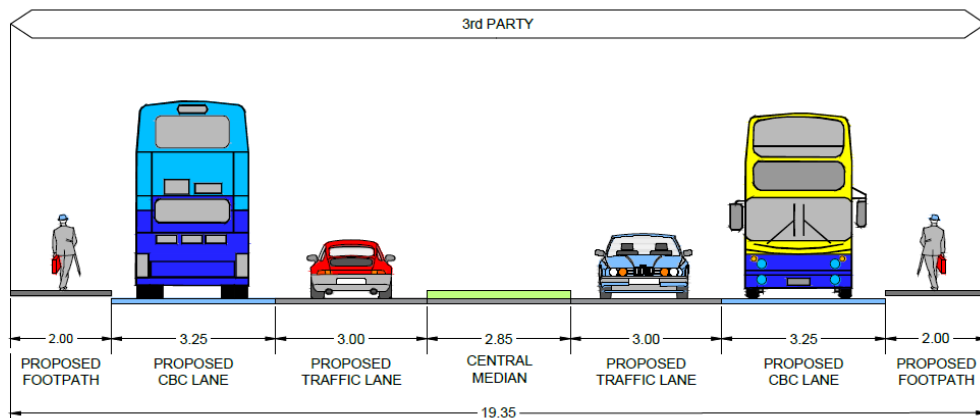 3rd PARTY
2.00
3.25
3.00
2.85
3.00
3.25
2.00
PROPOSED
FOOTPATH
PROPOSED
CBC LANE
PROPOSED
TRAFFIC LANE
CENTRAL
MEDIAN
PROPOSED
TRAFFIC LANE
PROPOSED
CBC LANE
PROPOSED
FOOTPATH
19.35